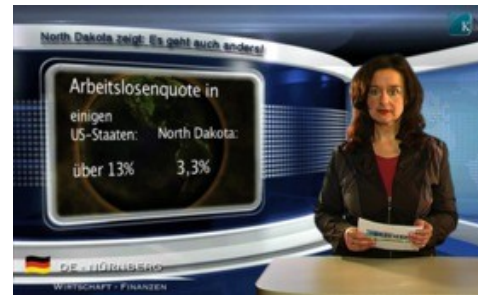 North Dakota zeigt: Es geht auch anders!
Arbeitslosenquote in
einigen
US-Staaten: North Dakota:
über 13% 3,3%
DE - NÜRNBERG
WIRTSCHAFT - FINANZEN
K